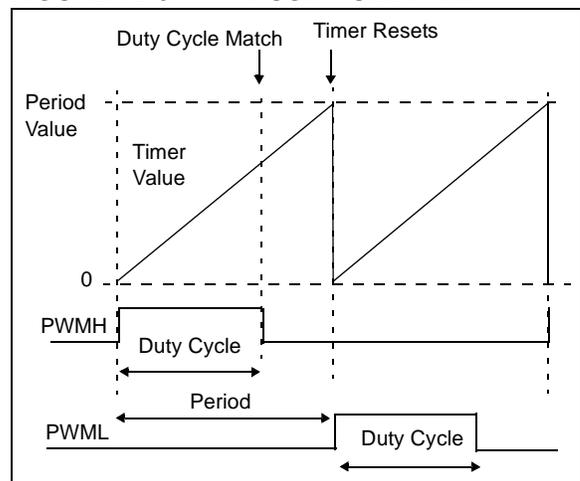 Duty Cycle Match
Timer Resets
Period
Value
Timer
Value
0
PWMH
Duty Cycle
Period
PWML
Duty Cycle